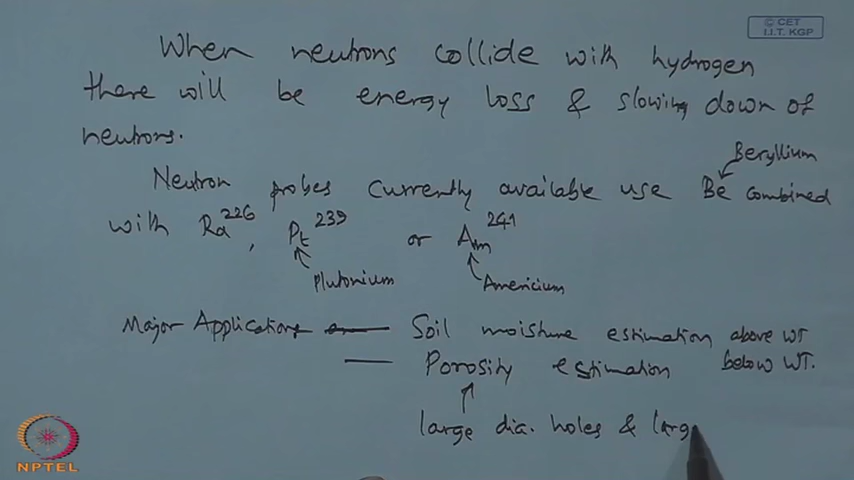 © CET
I.I.T. KGP
When neutrons collide with hydrogen
there will be energy loss & slowing down of
neutrons.
Beryllium
Neutron probes currently available use Be combined
with Ra226, Pt239 or Am241
Plutonium Americium
Major Applications — Soil moisture estimation above WT
— Porosity estimation below WT.
large dia. holes & larg
NPTEL